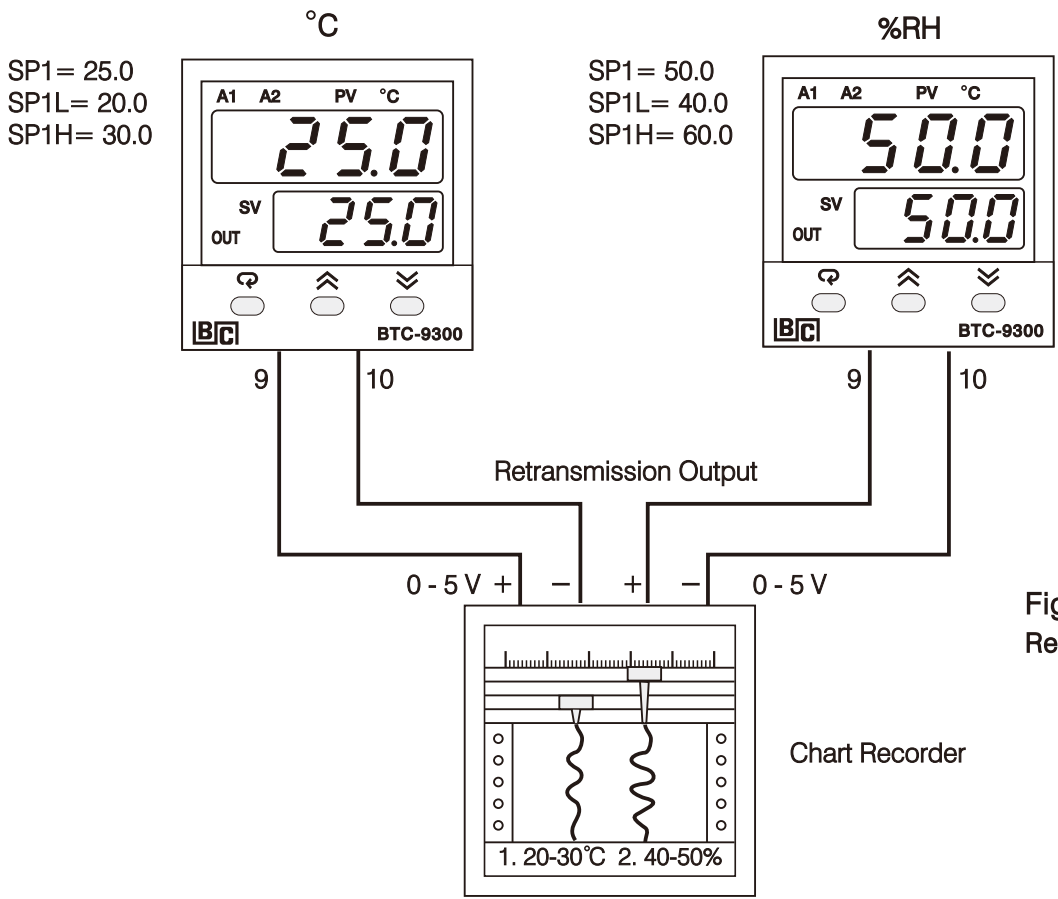 °C
SP1= 25.0
SP1L= 20.0
SP1H= 30.0
A1 A2 PV °C
25.0
SV
25.0
OUT
BC
BTC-9300
9
10
%RH
SP1= 50.0
SP1L= 40.0
SP1H= 60.0
A1 A2 PV °C
50.0
SV
50.0
OUT
BC
BTC-9300
9
10
Retransmission Output
0 - 5 V + − + − 0 - 5 V
Fig
Re
Chart Recorder
1. 20-30°C 2. 40-50%